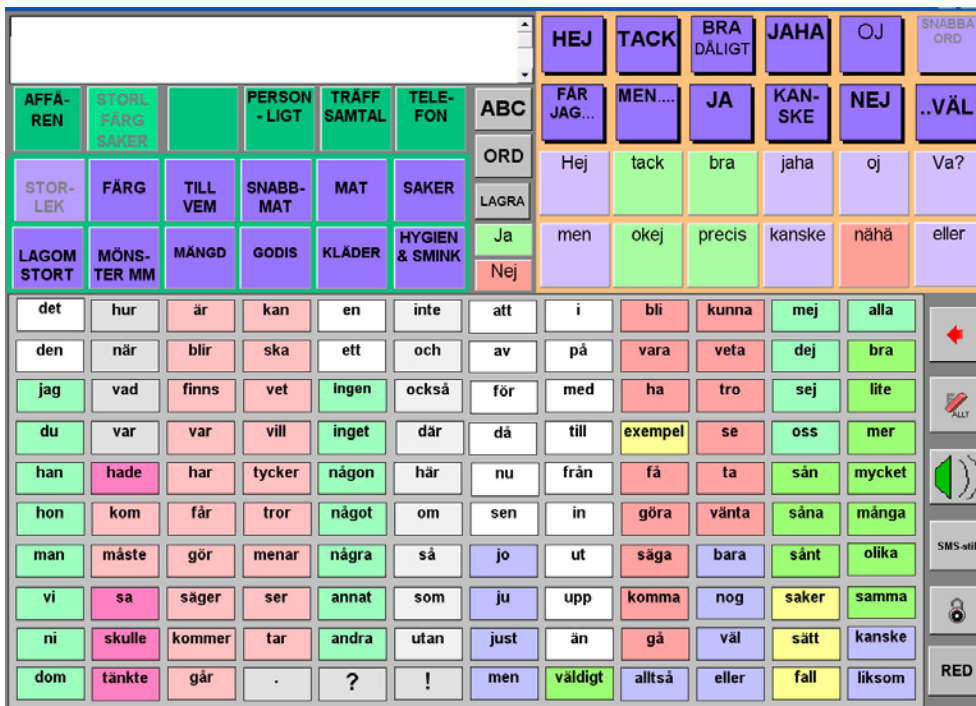 HEJ TACK BRA DÅLIGT JAHA OJ SNABBA ORD
AFFÄ-REN STORL FÄRG SAKER PERSON-LIGT TRÄFF SAMTAL TELE-FON ABC FÅR JAG... MEN.... JA KAN-SKE NEJ ..VÄL
ORD Hej tack bra jaha oj Va?
STOR-LEK FÄRG TILL VEM SNABB-MAT MAT SAKER LAGRA
LAGOM STORT MÖNS-TER MM MÄNGD GODIS KLÄDER HYGIEN & SMINK Ja men okej precis kanske nähä eller
Nej
det hur är kan en inte att i bli kunna mej alla
den när blir ska ett och av på vara veta dej bra
jag vad finns vet ingen också för med ha tro sej lite
ALLT
du var var vill inget där då till exempel se oss mer
han hade har tycker någon här nu från få ta sån mycket
hon kom får tror något om sen in göra vänta såna många
man måste gör menar några så jo ut säga bara sånt olika SMS-stil
vi sa säger ser annat som ju upp komma nog saker samma
ni skulle kommer tar andra utan just än gå väl sätt kanske
dom tänkte går . ? ! men väldigt alltså eller fall liksom RED